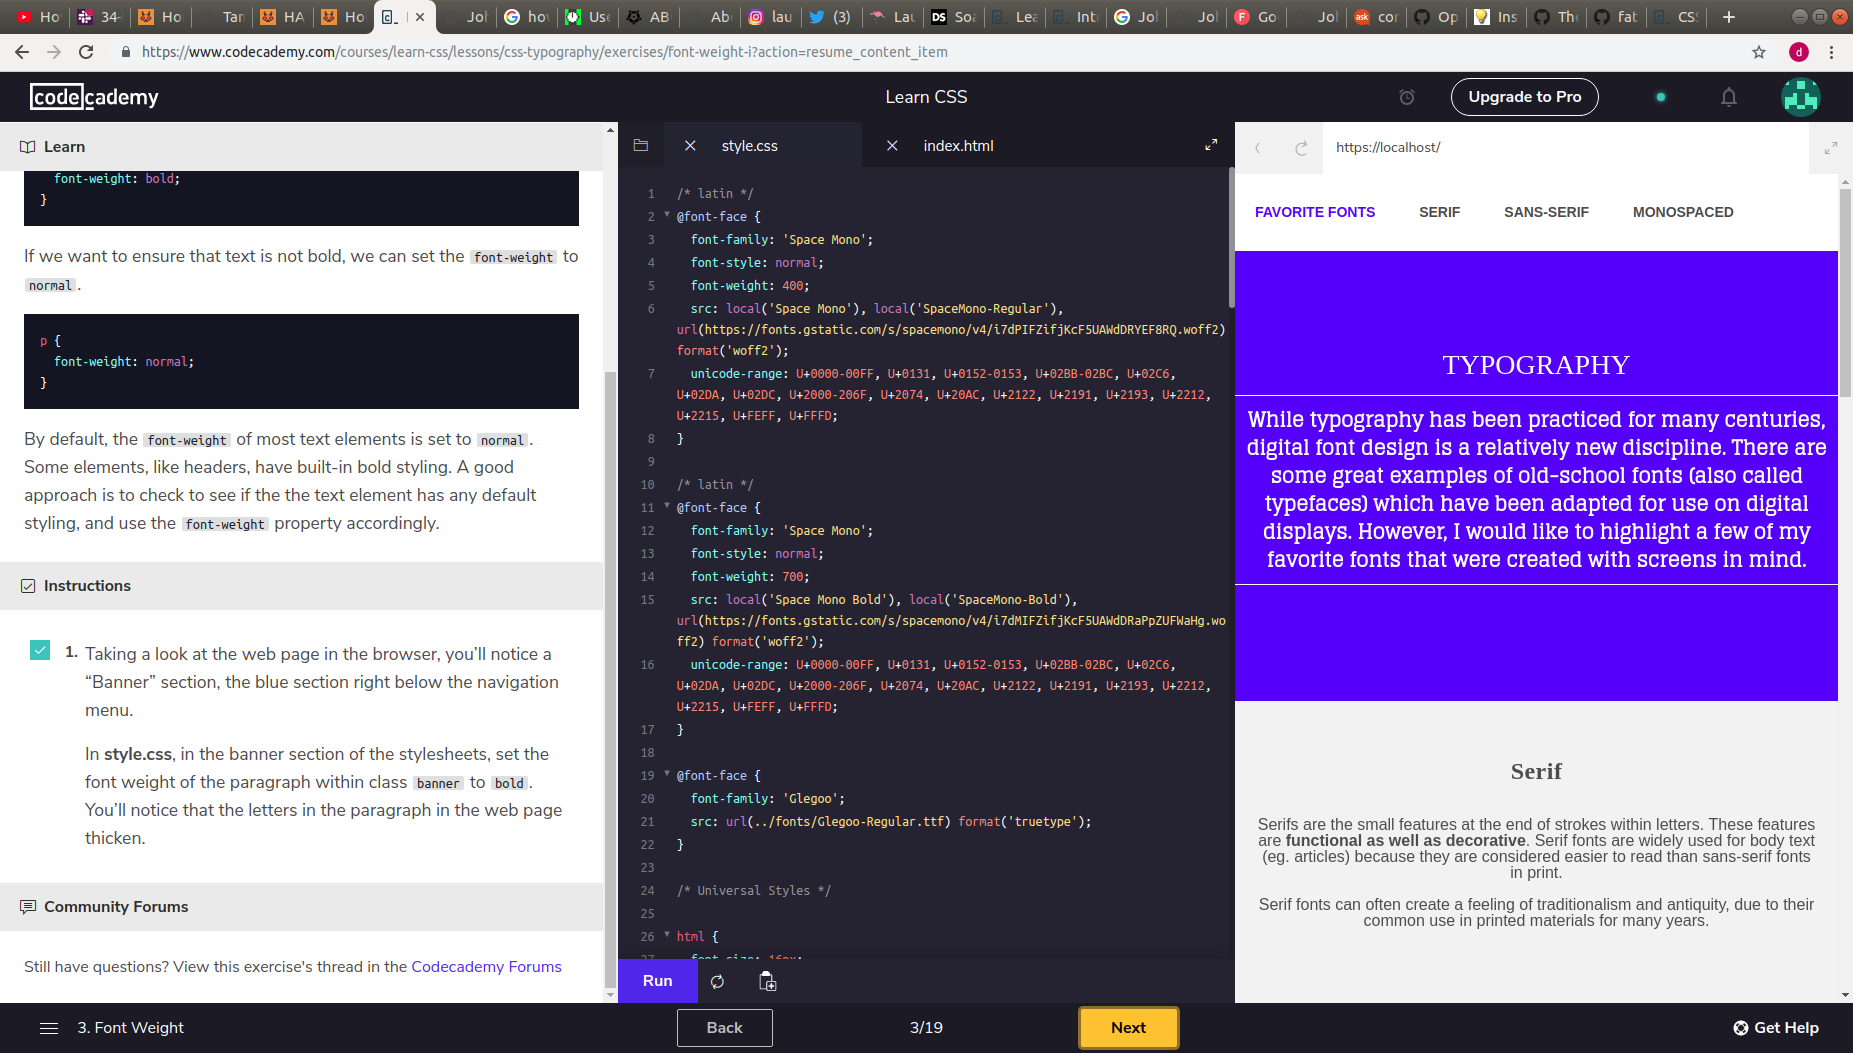 Ho
34-
Ho
Tan
HA
Ho
I
Jol
hov
Use
AB
Abo
lau
(3)
Lau
Soa
Lea
Intr
Jol
Jol
Go
Jol
cor
Op
Ins
The
fat
CSS
https://www.codecademy.com/courses/learn-css/lessons/css-typography/exercises/font-weight-i?action=resume_content_item
d
codecademy
Learn CSS
Upgrade to Pro
Learn
font-weight: bold;
}
If we want to ensure that text is not bold, we can set the font-weight to
normal.
p {
font-weight: normal;
}
By default, the font-weight of most text elements is set to normal.
Some elements, like headers, have built-in bold styling. A good
approach is to check to see if the the text element has any default
styling, and use the font-weight property accordingly.
Instructions
1. Taking a look at the web page in the browser, you’ll notice a
“Banner” section, the blue section right below the navigation
menu.
In style.css, in the banner section of the stylesheets, set the
font weight of the paragraph within class banner to bold.
You’ll notice that the letters in the paragraph in the web page
thicken.
Community Forums
Still have questions? View this exercise's thread in the Codecademy Forums
style.css
index.html
1 /* latin */
2 @font-face {
3 font-family: 'Space Mono';
4 font-style: normal;
5 font-weight: 400;
6 src: local('Space Mono'), local('SpaceMono-Regular'),
url(https://fonts.gstatic.com/s/spacemono/v4/i7dPIFZifjKcF5UAWdDRYEF8RQ.woff2)
format('woff2');
7 unicode-range: U+0000-00FF, U+0131, U+0152-0153, U+02BB-02BC, U+02C6,
U+02DA, U+02DC, U+2000-206F, U+2074, U+20AC, U+2122, U+2191, U+2193, U+2212,
U+2215, U+FEFF, U+FFFD;
8 }
9
10 /* latin */
11 @font-face {
12 font-family: 'Space Mono';
13 font-style: normal;
14 font-weight: 700;
15 src: local('Space Mono Bold'), local('SpaceMono-Bold'),
url(https://fonts.gstatic.com/s/spacemono/v4/i7dMIFZifjKcF5UAWdDRaPpZUFWaHg.wo
ff2) format('woff2');
16 unicode-range: U+0000-00FF, U+0131, U+0152-0153, U+02BB-02BC, U+02C6,
U+02DA, U+02DC, U+2000-206F, U+2074, U+20AC, U+2122, U+2191, U+2193, U+2212,
U+2215, U+FEFF, U+FFFD;
17 }
18
19 @font-face {
20 font-family: 'Glegoo';
21 src: url(../fonts/Glegoo-Regular.ttf) format('truetype');
22 }
23
24 /* Universal Styles */
25
26 html {
27 font-size: 16px;
Run
https://localhost/
FAVORITE FONTS
SERIF
SANS-SERIF
MONOSPACED
TYPOGRAPHY
While typography has been practiced for many centuries,
digital font design is a relatively new discipline. There are
some great examples of old-school fonts (also called
typefaces) which have been adapted for use on digital
displays. However, I would like to highlight a few of my
favorite fonts that were created with screens in mind.
Serif
Serifs are the small features at the end of strokes within letters. These features
are functional as well as decorative. Serif fonts are widely used for body text
(eg. articles) because they are considered easier to read than sans-serif fonts
in print.
Serif fonts can often create a feeling of traditionalism and antiquity, due to their
common use in printed materials for many years.
3. Font Weight
Back
3/19
Next
Get Help